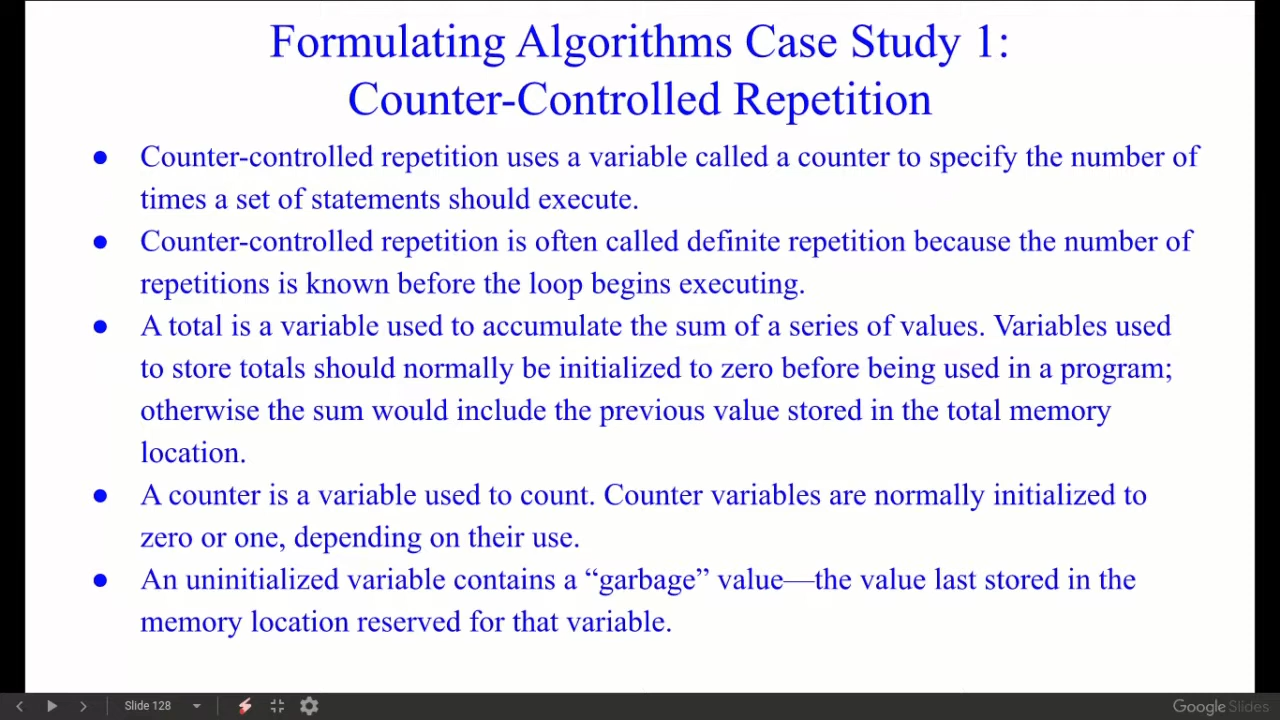 Formulating Algorithms Case Study 1:
Counter-Controlled Repetition
● Counter-controlled repetition uses a variable called a counter to specify the number of
times a set of statements should execute.
● Counter-controlled repetition is often called definite repetition because the number of
repetitions is known before the loop begins executing.
● A total is a variable used to accumulate the sum of a series of values. Variables used
to store totals should normally be initialized to zero before being used in a program;
otherwise the sum would include the previous value stored in the total memory
location.
● A counter is a variable used to count. Counter variables are normally initialized to
zero or one, depending on their use.
● An uninitialized variable contains a “garbage” value—the value last stored in the
memory location reserved for that variable.
Slide 128
Google Slides